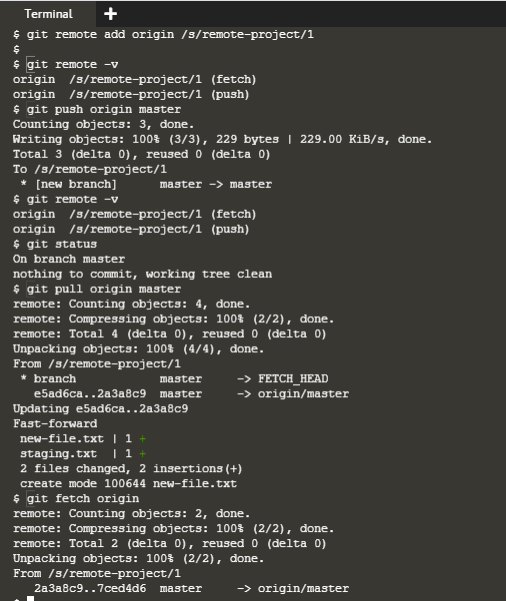 Terminal +
$ git remote add origin /s/remote-project/1
$
$ git remote -v
origin  /s/remote-project/1 (fetch)
origin  /s/remote-project/1 (push)
$ git push origin master
Counting objects: 3, done.
Writing objects: 100% (3/3), 229 bytes | 229.00 KiB/s, done.
Total 3 (delta 0), reused 0 (delta 0)
To /s/remote-project/1
 * [new branch]      master -> master
$ git remote -v
origin  /s/remote-project/1 (fetch)
origin  /s/remote-project/1 (push)
$ git status
On branch master
nothing to commit, working tree clean
$ git pull origin master
remote: Counting objects: 4, done.
remote: Compressing objects: 100% (2/2), done.
remote: Total 4 (delta 0), reused 0 (delta 0)
Unpacking objects: 100% (4/4), done.
From /s/remote-project/1
 * branch            master     -> FETCH_HEAD
   e5ad6ca..2a3a8c9  master     -> origin/master
Updating e5ad6ca..2a3a8c9
Fast-forward
 new-file.txt | 1 +
 staging.txt  | 1 +
 2 files changed, 2 insertions(+)
 create mode 100644 new-file.txt
$ git fetch origin
remote: Counting objects: 2, done.
remote: Compressing objects: 100% (2/2), done.
remote: Total 2 (delta 0), reused 0 (delta 0)
Unpacking objects: 100% (2/2), done.
From /s/remote-project/1
   2a3a8c9..7ced4d6  master     -> origin/master
$